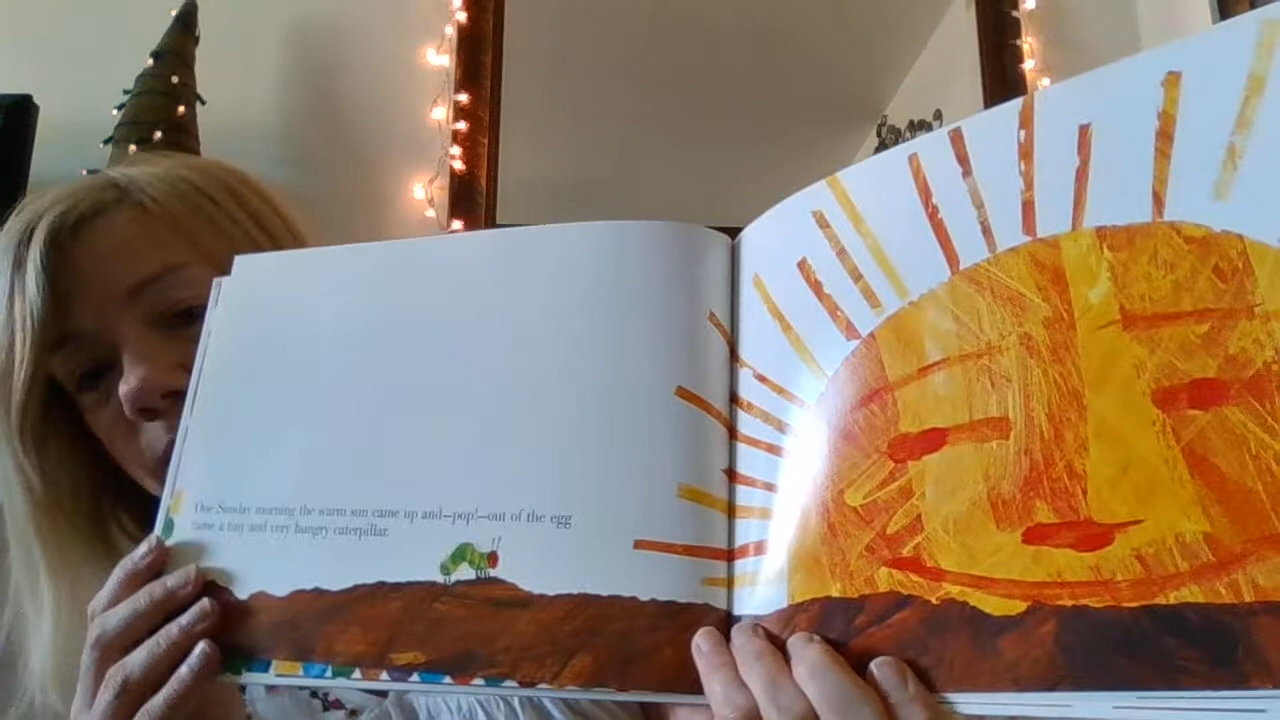 One Sunday morning the warm sun came up and—pop!—out of the egg
came a tiny and very hungry caterpillar.